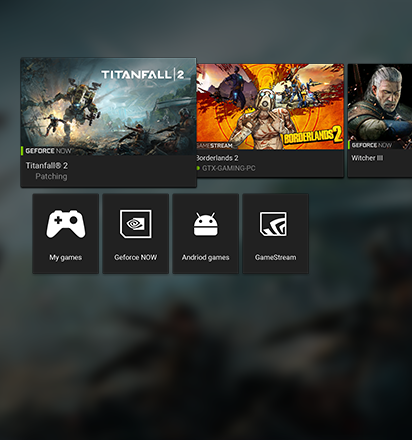 TITANFALL|2
BORDERLANDS 2
GEFORCE NOW
GAMESTREAM
GEFORCE NOW
Titanfall® 2
Borderlands 2
Witcher III
Patching
GTX-GAMING-PC
My games
Geforce NOW
Andriod games
GameStream